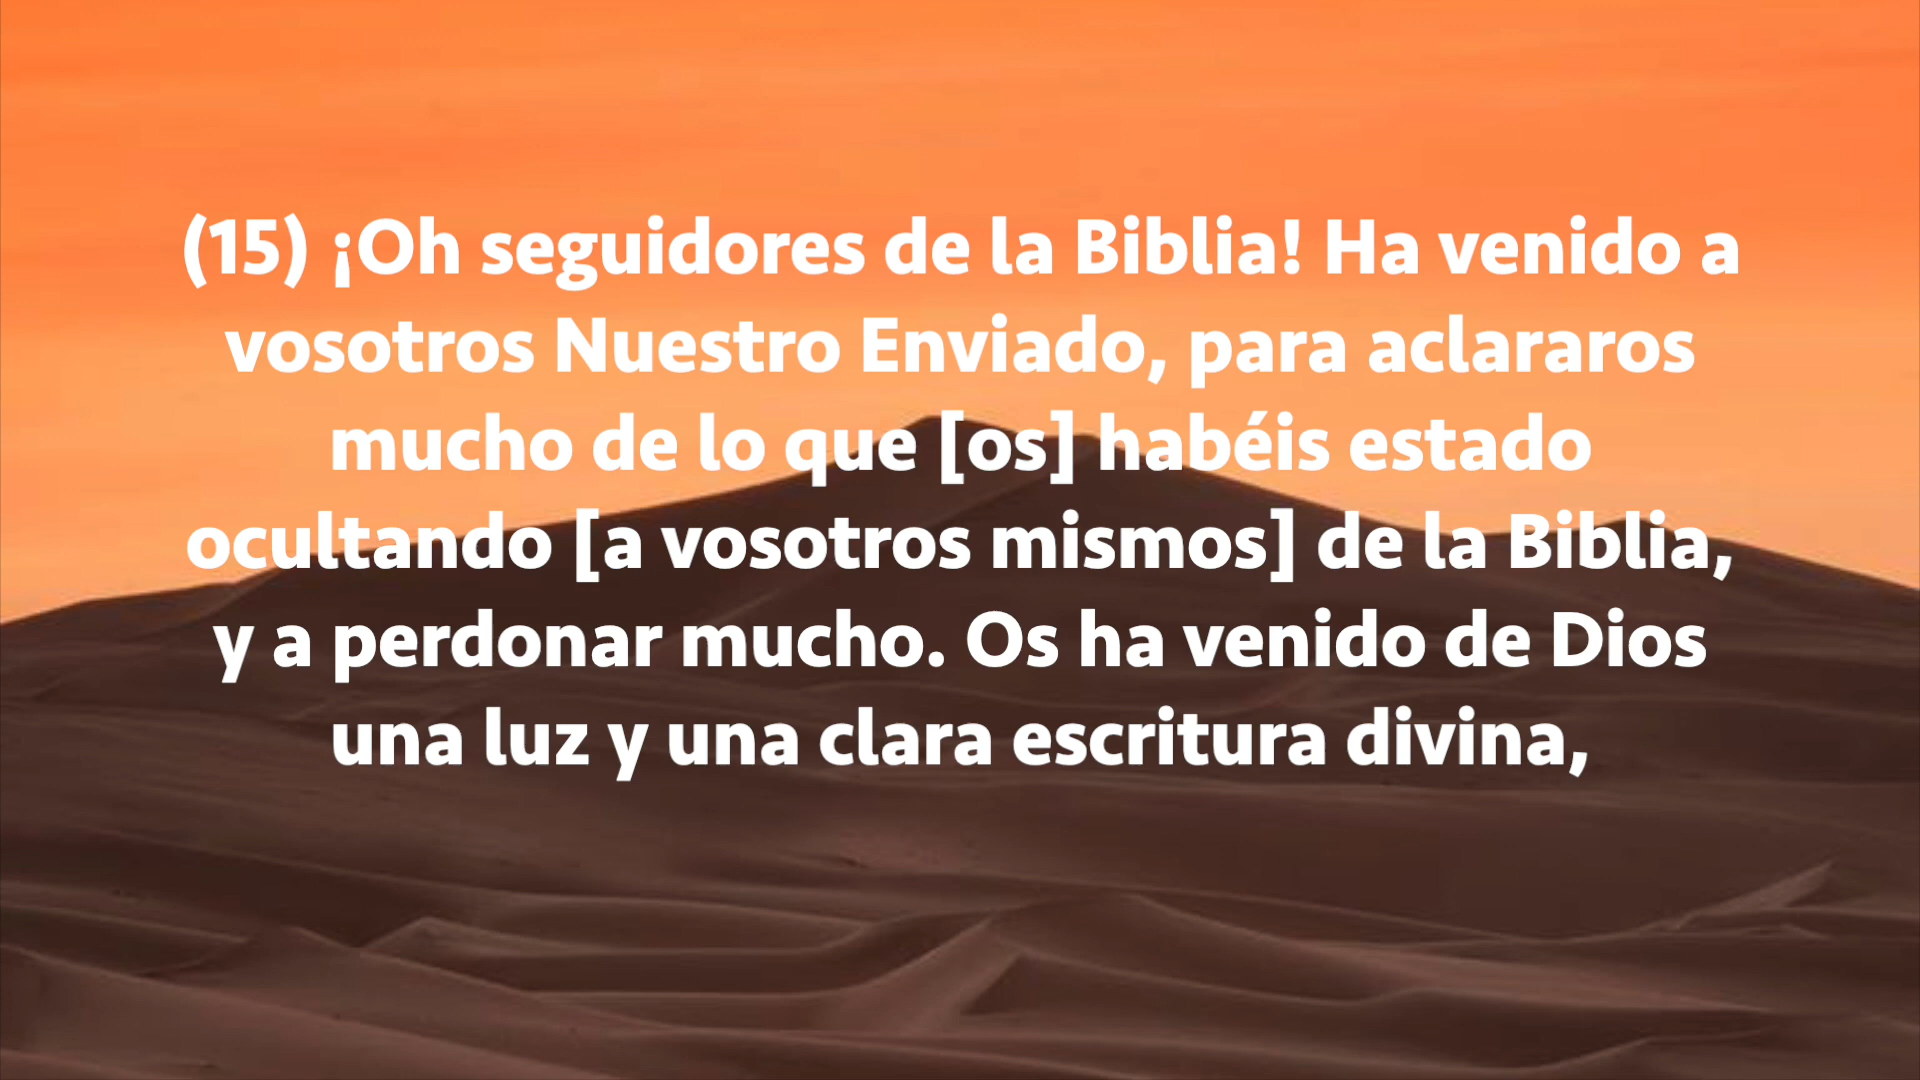 (15) ¡Oh seguidores de la Biblia! Ha venido a
vosotros Nuestro Enviado, para aclararos
mucho de lo que [os] habéis estado
ocultando [a vosotros mismos] de la Biblia,
y a perdonar mucho. Os ha venido de Dios
una luz y una clara escritura divina,